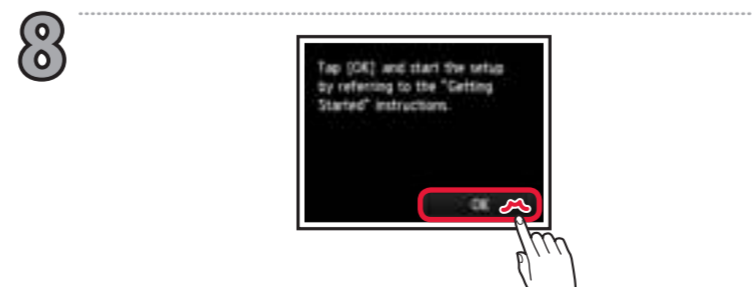 8
Tap [OK] and start the setup
by referring to the "Getting
Started" instructions.
OK